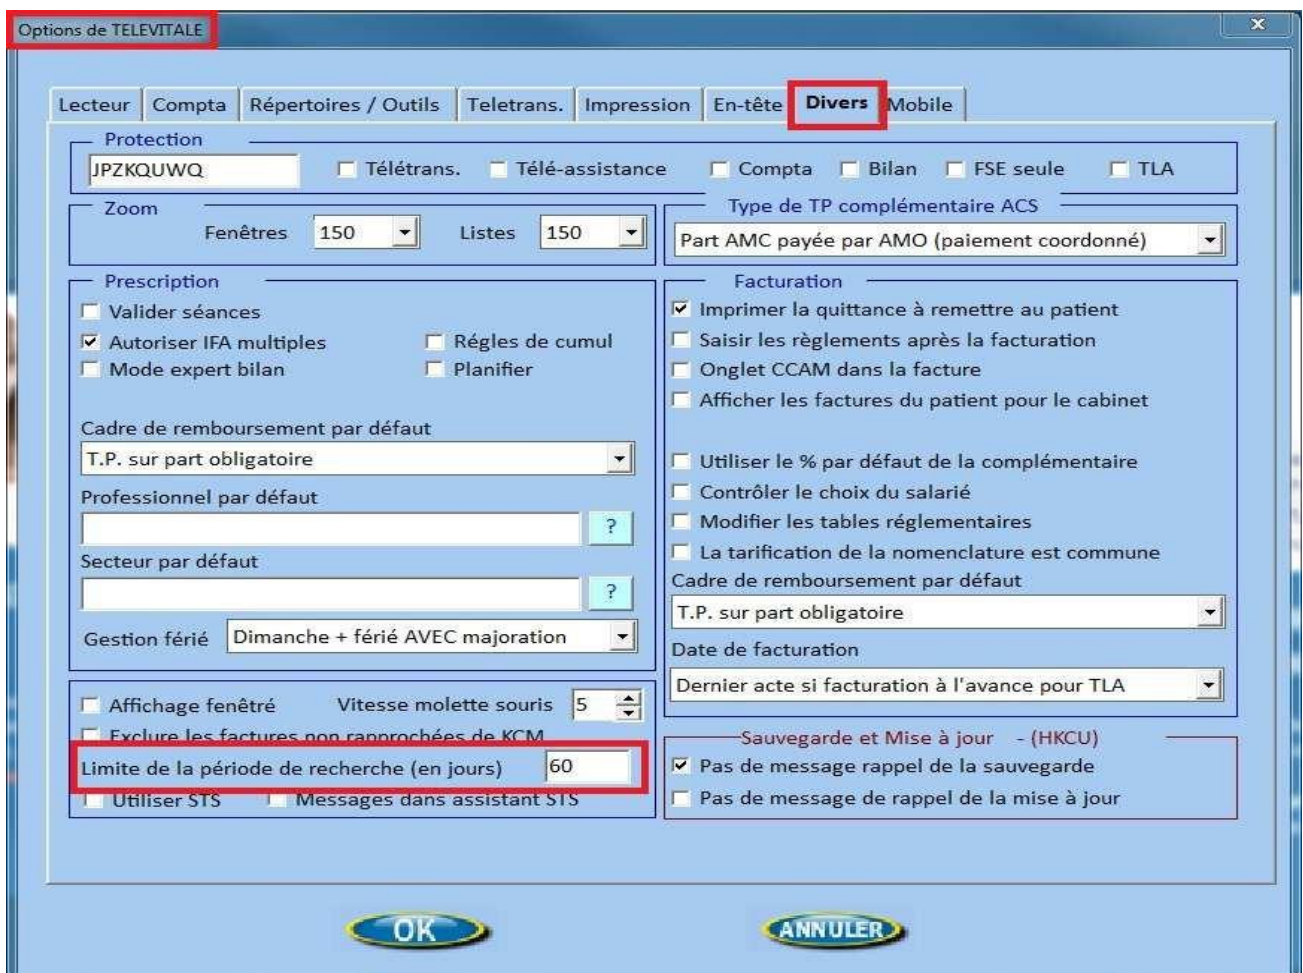 Options de TELEVITALE
x
Lecteur Compta Répertoires / Outils Teletrans. Impression En-tête Divers Mobile
Protection
JPZKQUWQ Télétrans. Télé-assistance Compta Bilan FSE seule TLA
Zoom
Fenêtres 150 Listes 150
Type de TP complémentaire ACS
Part AMC payée par AMO (paiement coordonné)
Prescription
Valider séances
Autoriser IFA multiples Régles de cumul
Mode expert bilan Planifier
Cadre de remboursement par défaut
T.P. sur part obligatoire
Professionnel par défaut
?
Secteur par défaut
?
Gestion férié Dimanche + férié AVEC majoration
Facturation
Imprimer la quittance à remettre au patient
Saisir les règlements après la facturation
Onglet CCAM dans la facture
Afficher les factures du patient pour le cabinet
Utiliser le % par défaut de la complémentaire
Contrôler le choix du salarié
Modifier les tables réglementaires
La tarification de la nomenclature est commune
Cadre de remboursement par défaut
T.P. sur part obligatoire
Date de facturation
Dernier acte si facturation à l'avance pour TLA
Affichage fenêtré Vitesse molette souris 5
Exclure les factures non rapprochées de KCM
Limite de la période de recherche (en jours) 60
Utiliser STS Messages dans assistant STS
Sauvegarde et Mise à jour - (HKCU)
Pas de message rappel de la sauvegarde
Pas de message de rappel de la mise à jour
OK ANNULER